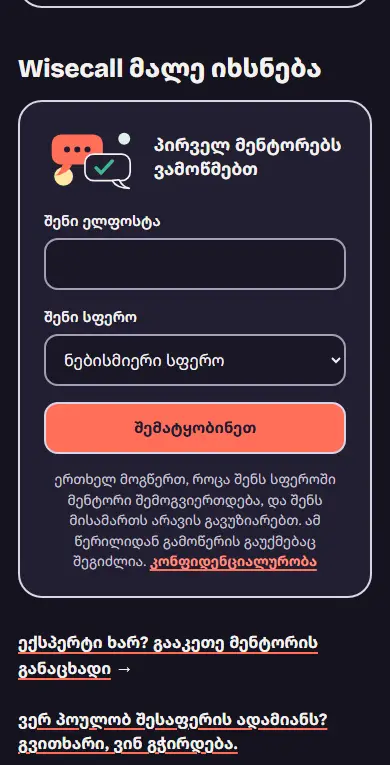 Wisecall მალე იხსნება
პირველ მენტორებს
ვამოწმებთ
შენი ელფოსტა
შენი სფერო
ნებისმიერი სფერო
შემატყობინეთ
ერთხელ მოგწერთ, როცა შენს სფეროში
მენტორი შემოგვიერთდება, და შენს
მისამართს არავის გავუზიარებთ. ამ
წერილიდან გამოწერის გაუქმებაც
შეგიძლია. კონფიდენციალურობა
ექსპერტი ხარ? გააკეთე მენტორის
განაცხადი →
ვერ პოულობ შესაფერის ადამიანს?
გვითხარი, ვინ გჭირდება.